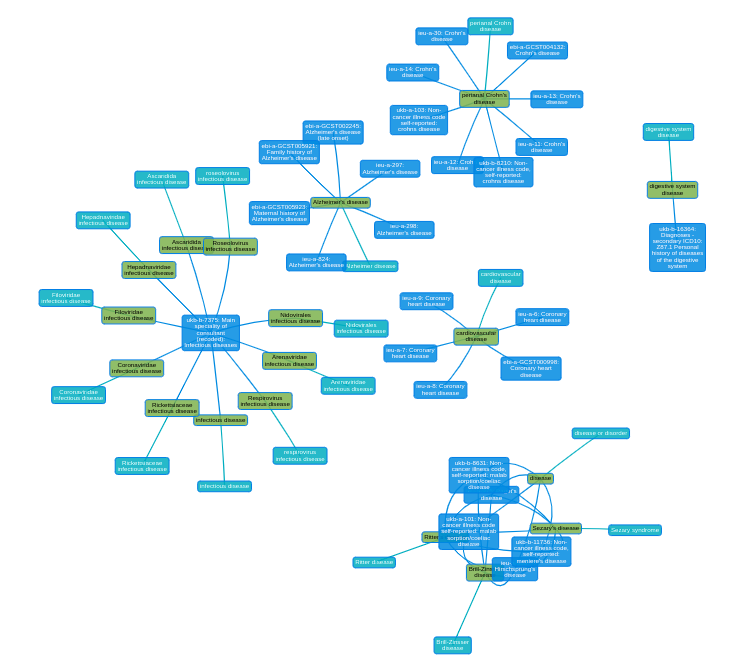 perianal Crohn
disease
ieu-a-30: Crohn's
disease
ebi-a-GCST004132:
Crohn's disease
ieu-a-14: Crohn's
disease
perianal Crohn's
disease
ieu-a-13: Crohn's
disease
ukb-a-103: Non-
cancer illness code
self-reported:
crohns disease
ieu-a-11: Crohn's
disease
ieu-a-12: Crohn
disease
ukb-b-8210: Non-
cancer illness code,
self-reported:
crohns disease
digestive system
disease
digestive system
disease
ukb-b-16364:
Diagnoses -
secondary ICD10:
Z87.1 Personal
history of diseases
of the digestive
system
ebi-a-GCST002245:
Alzheimer's disease
(late onset)
ebi-a-GCST005921:
Family history of
Alzheimer's disease
ieu-a-297:
Alzheimer's disease
Alzheimer's disease
ebi-a-GCST005923:
Maternal history of
Alzheimer's disease
ieu-a-298:
Alzheimer's disease
ieu-a-824:
Alzheimer's disease
Alzheimer disease
Ascaridida
infectious disease
roseolovirus
infectious disease
Hepadnaviridae
infectious disease
Ascaridida
infectious
Roseolovirus
infectious disease
Hepadnaviridae
infectious disease
Filoviridae
infectious disease
Filoviridae
infectious disease
ukb-b-7375: Main
speciality of
consultant
(recoded):
Infectious diseases
Nidovirales
infectious disease
Nidovirales
infectious disease
Arenaviridae
infectious disease
Arenaviridae
infectious disease
Coronaviridae
infectious disease
Coronaviridae
infectious disease
Rickettsiaceae
infectious disease
infectious disease
Respirovirus
infectious disease
respirovirus
infectious disease
Rickettsiaceae
infectious disease
infectious disease
cardiovascular
disease
ieu-a-9: Coronary
heart disease
ieu-a-6: Coronary
heart disease
cardiovascular
disease
ieu-a-7: Coronary
heart disease
ebi-a-GCST000998:
Coronary heart
disease
ieu-a-8: Coronary
heart disease
disease or disorder
ukb-b-8631: Non-
cancer illness code,
self-reported: malab
sorption/coeliac
disease
disease
disease
ukb-a-101: Non-
cancer illness code
self-reported: malab
sorption/coeliac
disease
Sezary's disease
Sezary syndrome
Ritter
ukb-b-11736: Non-
cancer illness code,
self-reported:
meniere's disease
Ritter disease
Brill-Zinsser
disease
Hirschsprung's
disease
Brill-Zinsser
disease